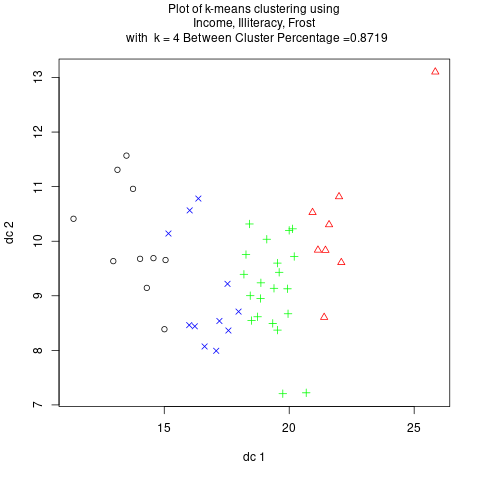 Plot of k-means clustering using
Income, Illiteracy, Frost
with  k = 4 Between Cluster Percentage =0.8719
13
12
11
10
9
8
7
dc 2
15
20
25
dc 1